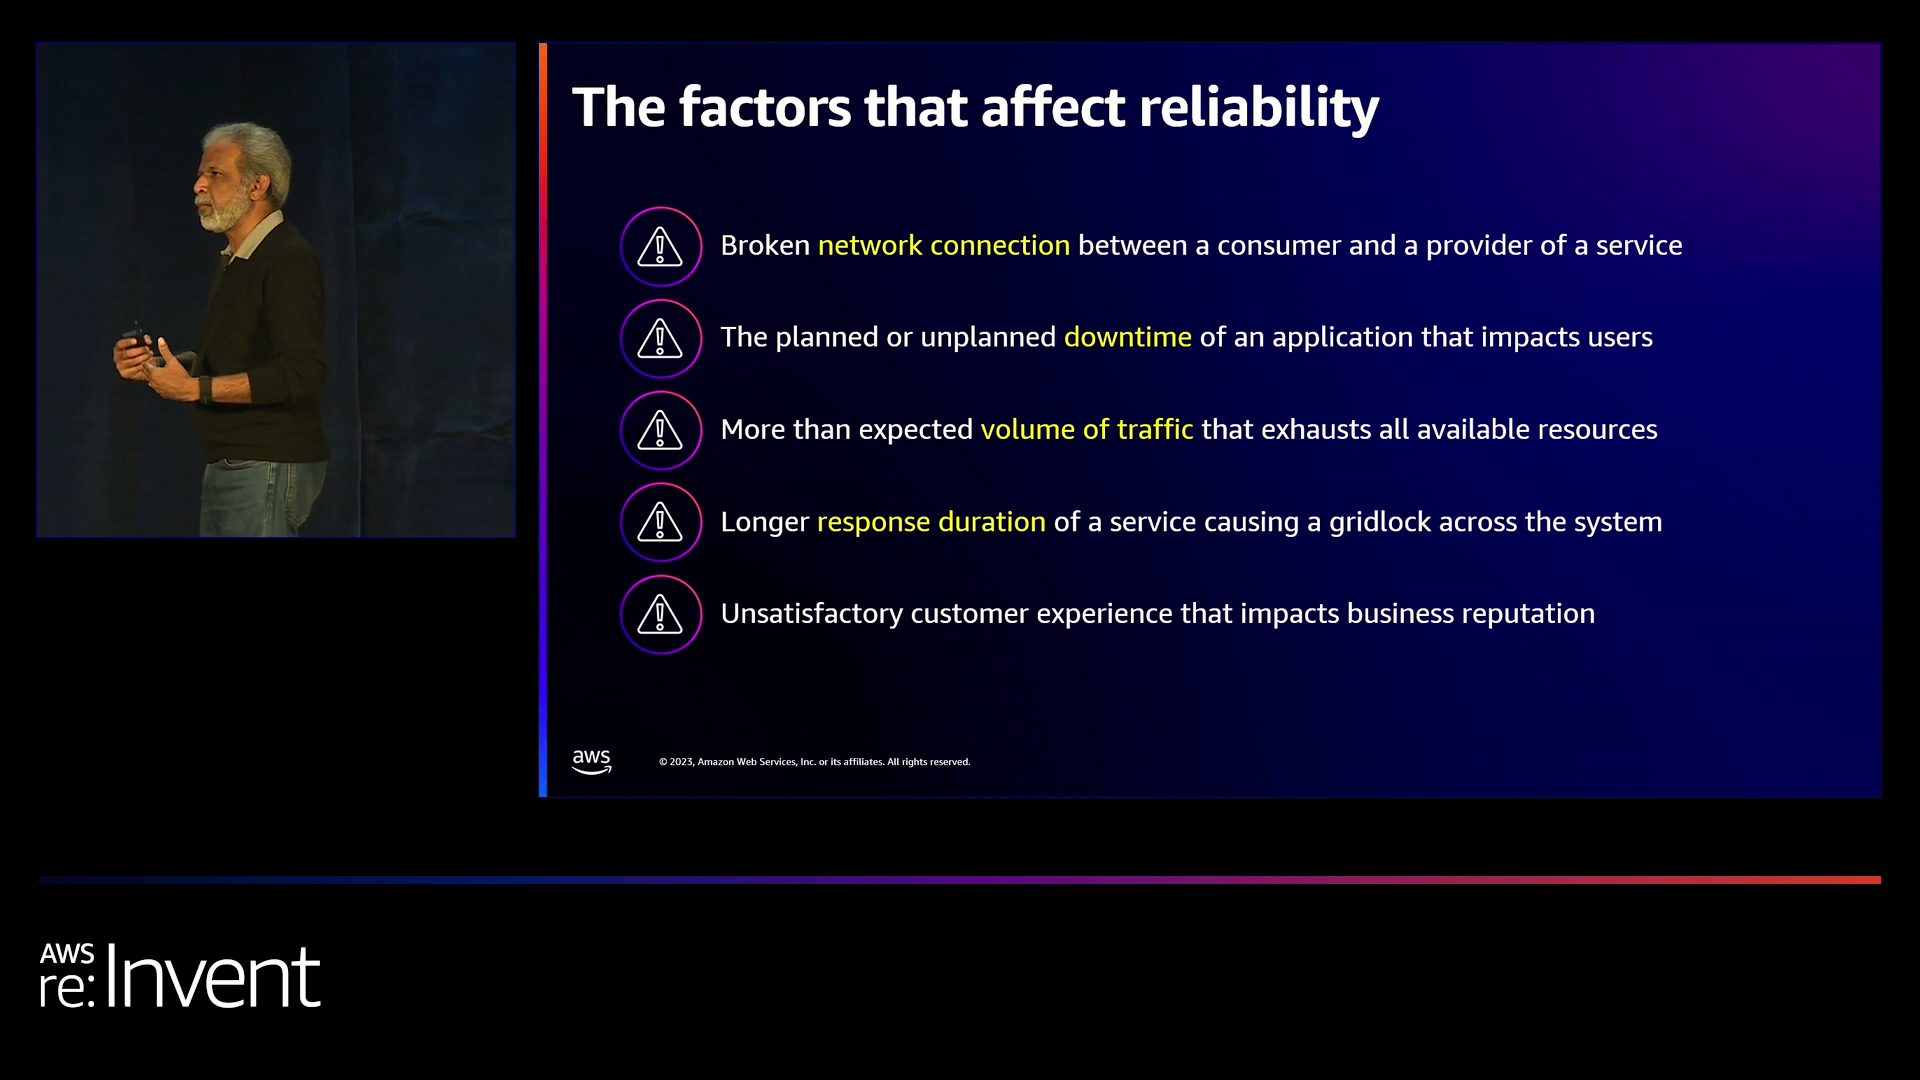 The factors that affect reliability
Broken network connection between a consumer and a provider of a service
The planned or unplanned downtime of an application that impacts users
More than expected volume of traffic that exhausts all available resources
Longer response duration of a service causing a gridlock across the system
Unsatisfactory customer experience that impacts business reputation
aws
© 2023, Amazon Web Services, Inc. or its affiliates. All rights reserved.
AWS
re:Invent